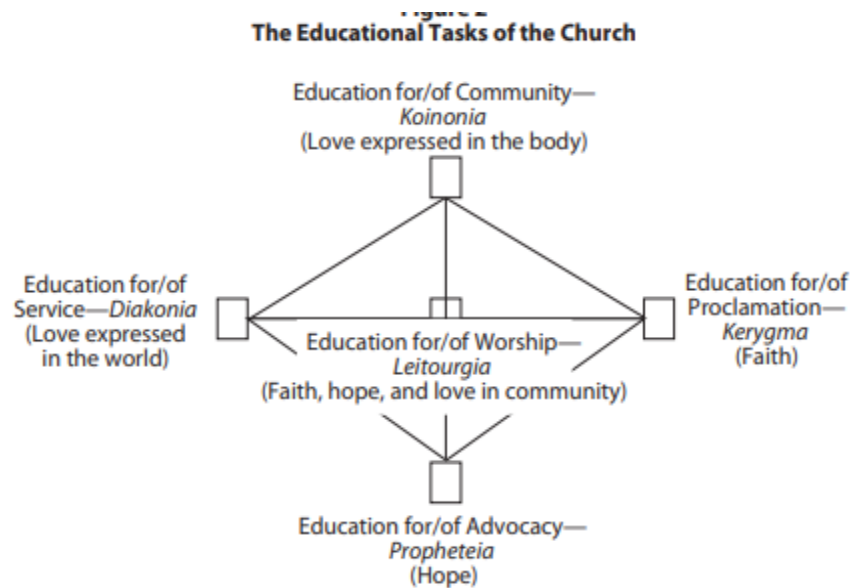 The Educational Tasks of the Church
Education for/of Community—
Koinonia
(Love expressed in the body)
Education for/of
Service—Diakonia
(Love expressed
in the world)
Education for/of
Proclamation—
Kerygma
(Faith)
Education for/of Worship—
Leitourgia
(Faith, hope, and love in community)
Education for/of Advocacy—
Propheteia
(Hope)